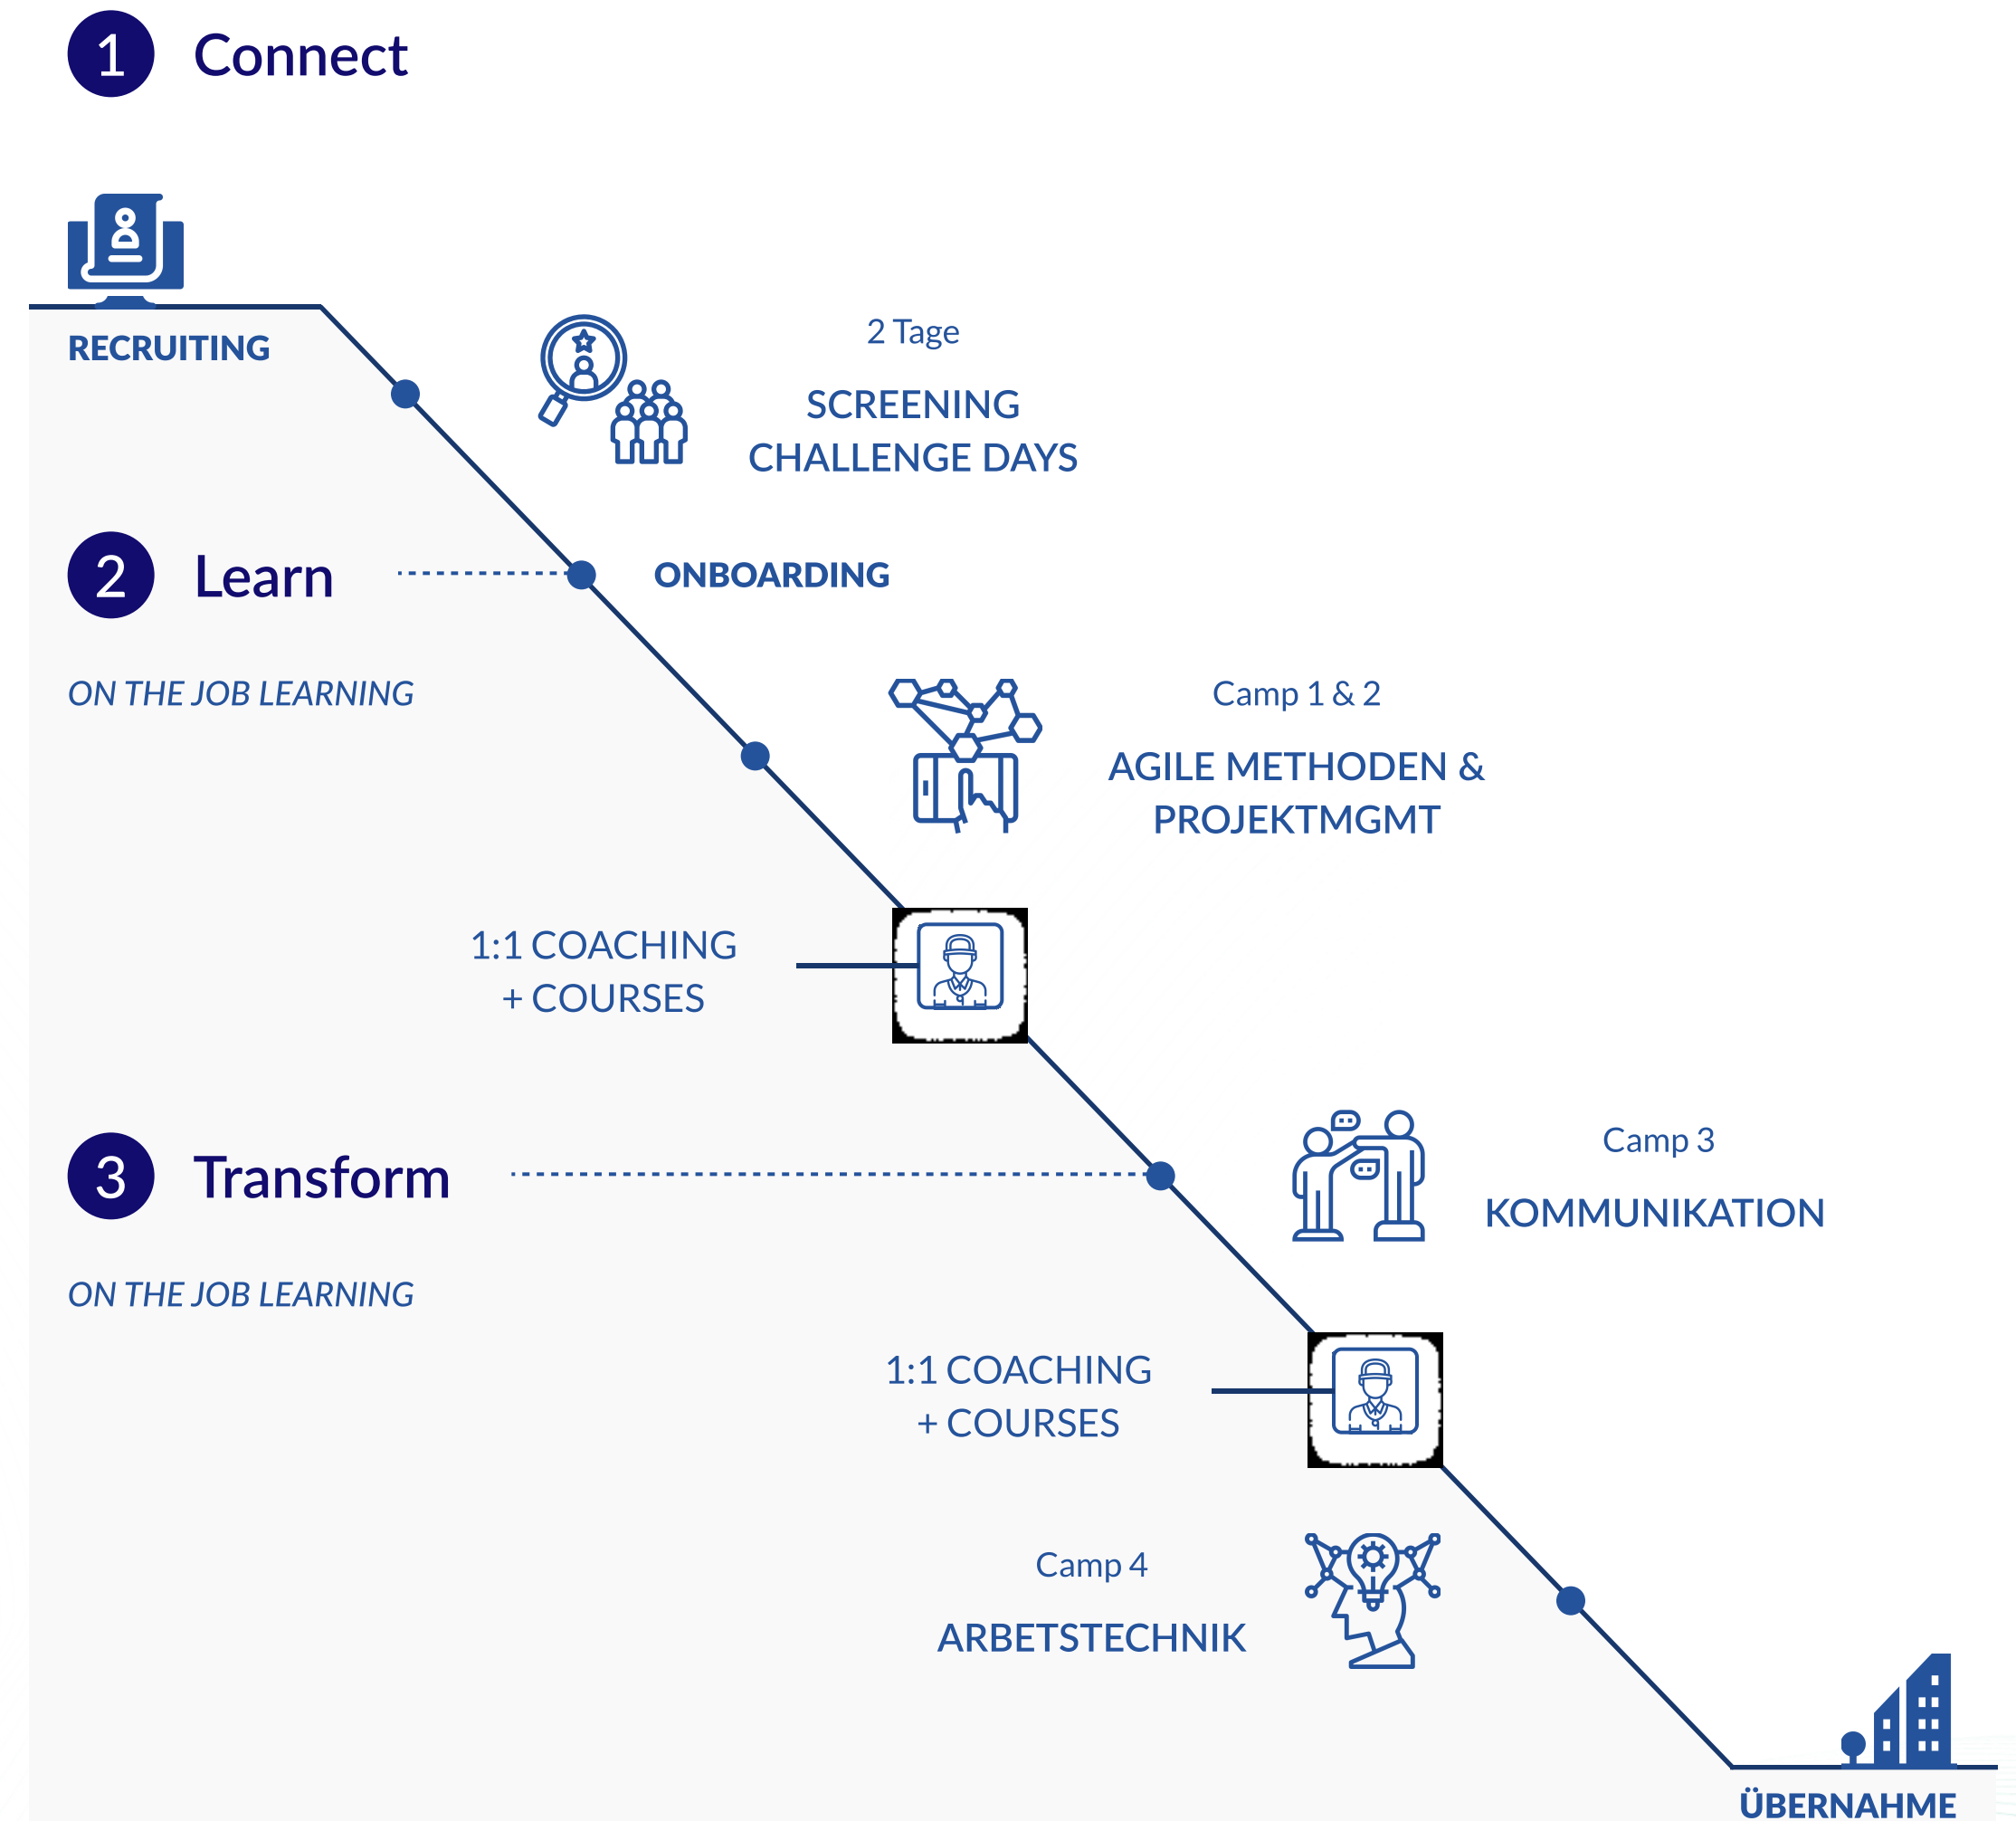 1 Connect
RECRUITING
2 Tage
SCREENING
CHALLENGE DAYS
2 Learn
ONBOARDING
ON THE JOB LEARNING
Camp 1 & 2
AGILE METHODEN &
PROJEKTMGMT
1:1 COACHING
+ COURSES
3 Transform
Camp 3
KOMMUNIKATION
ON THE JOB LEARNING
1:1 COACHING
+ COURSES
Camp 4
ARBETSTECHNIK
ÜBERNAHME